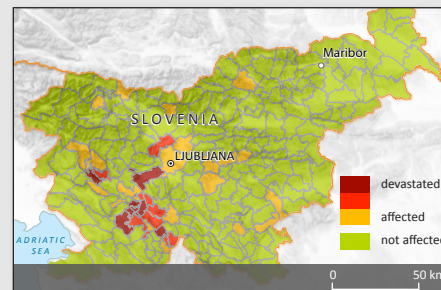 Maribor
SLOVENIA
LJUBLJANA
devastated
affected
ADRIATIC
SEA
not affected
0 50 km